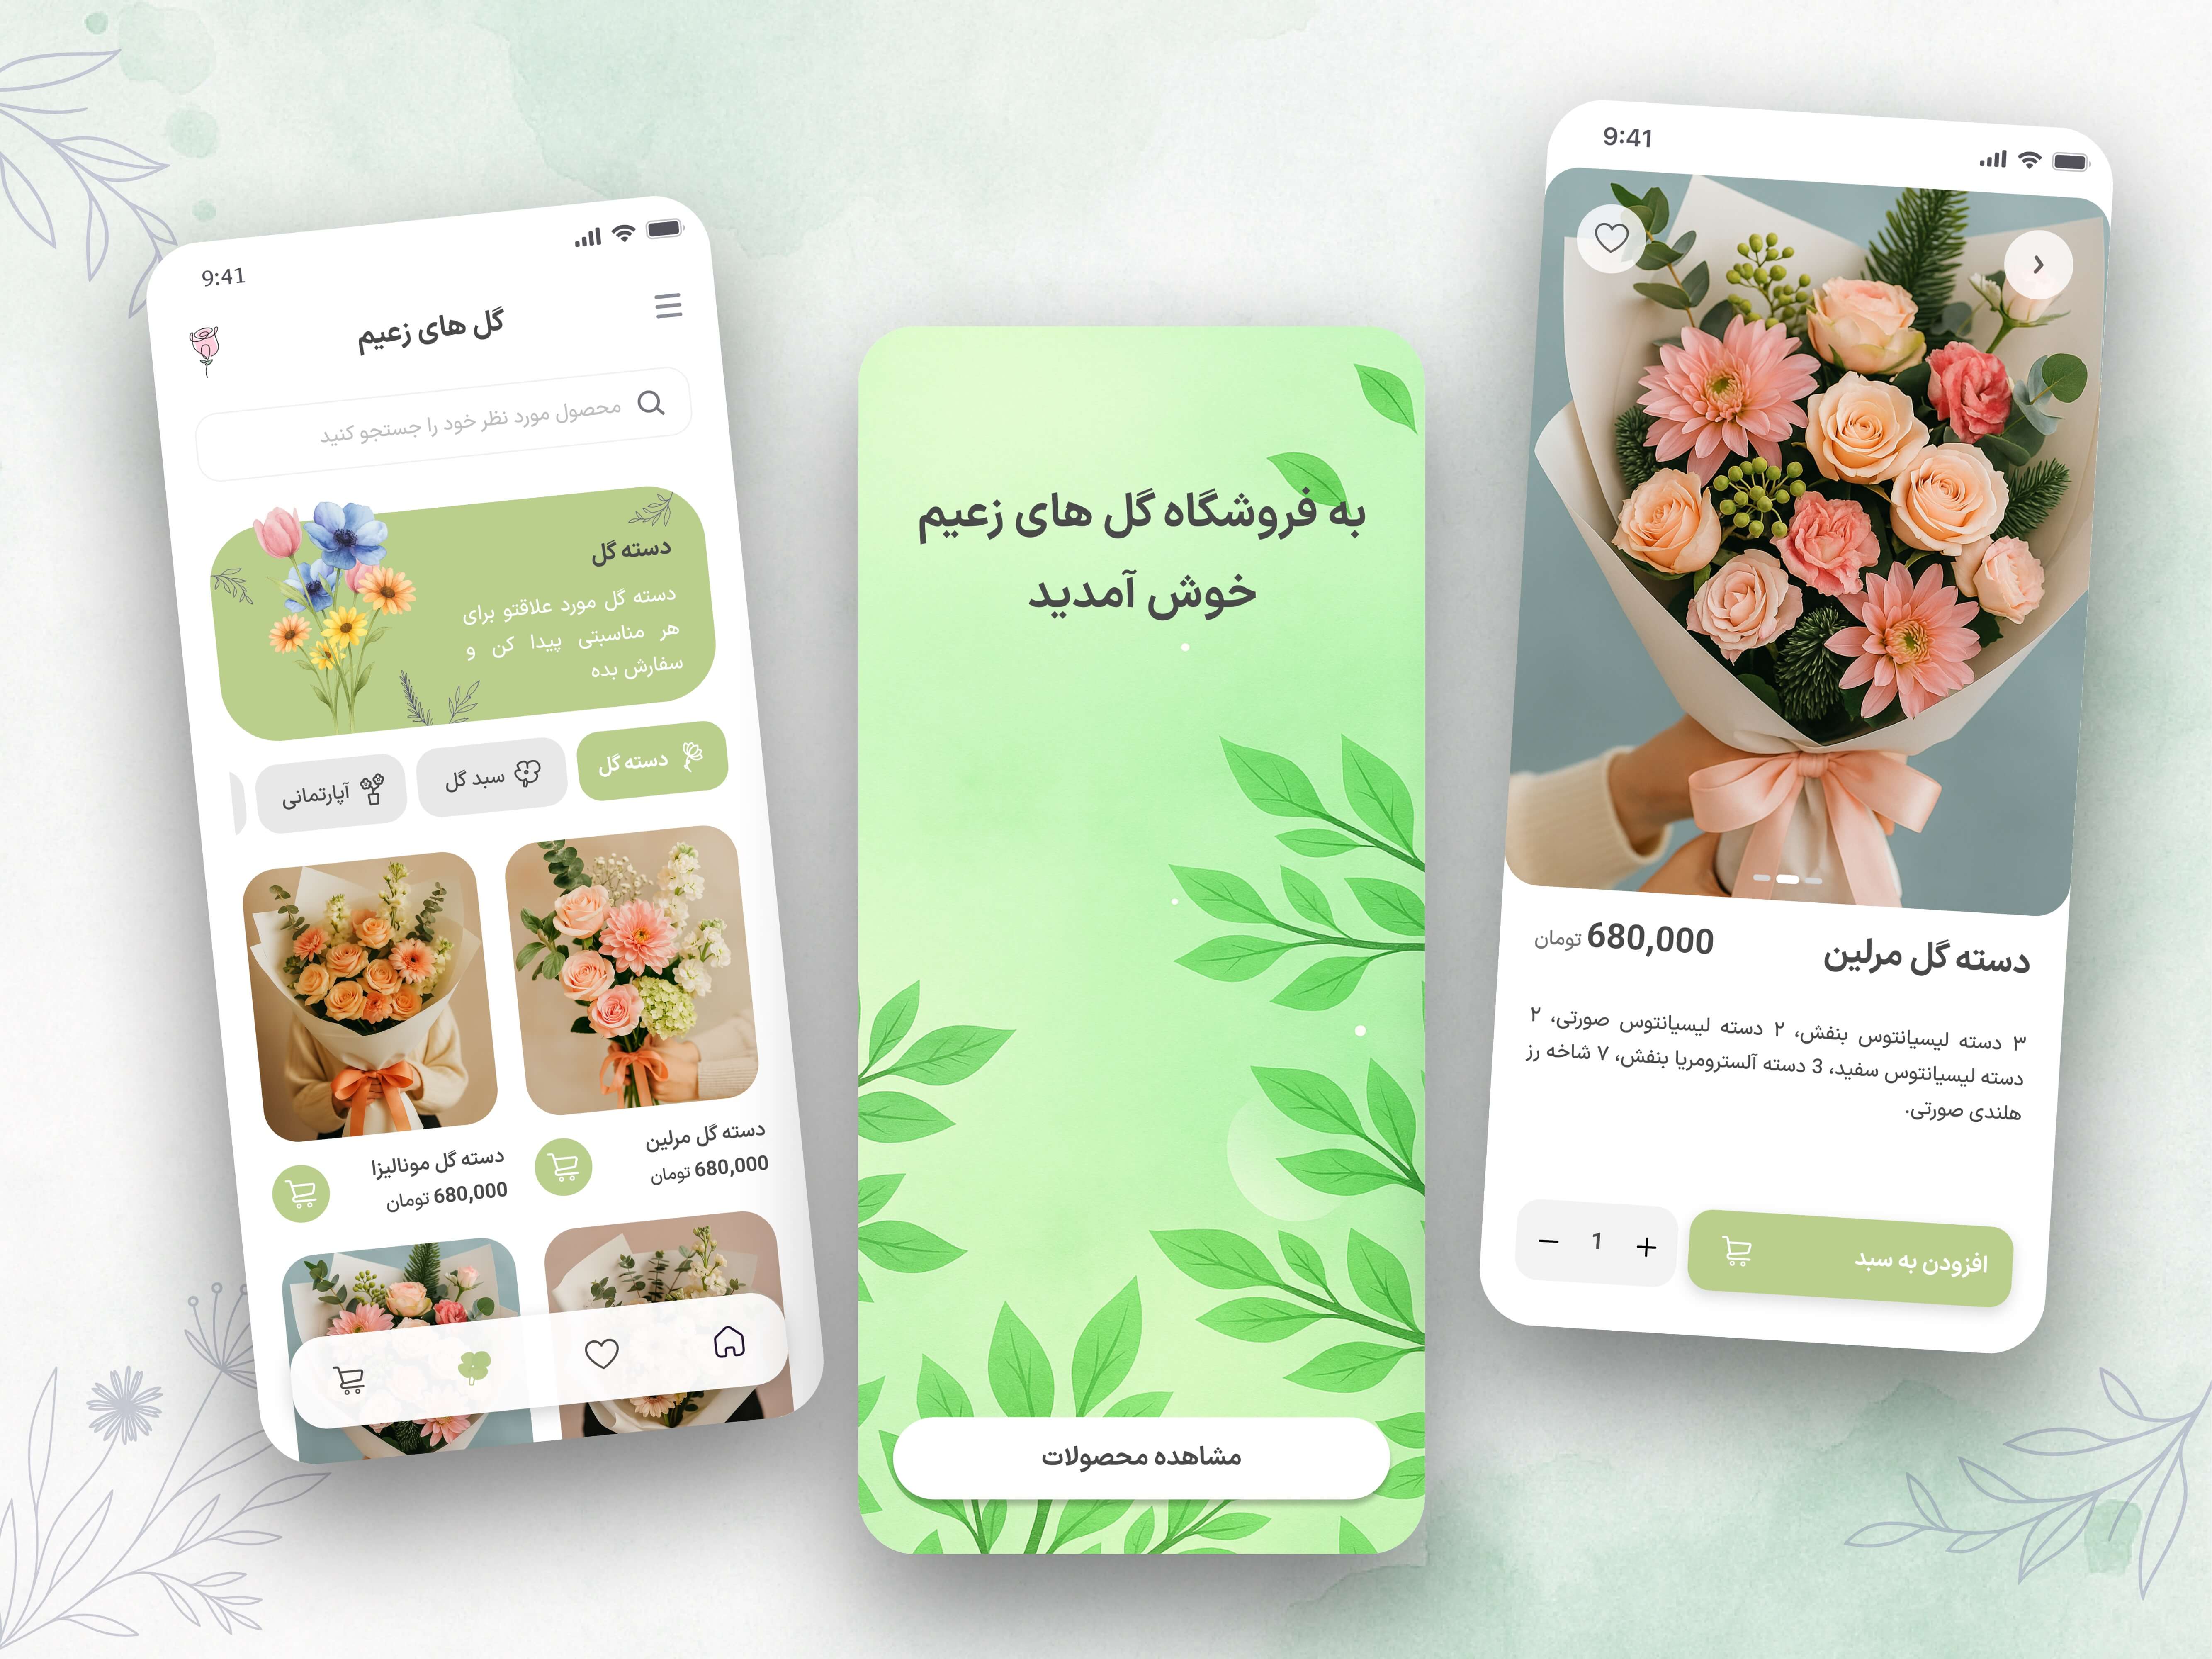 9:41
گل های زعیم
محصول مورد نظر خود را جستجو کنید
دسته گل
دسته گل مورد علاقتو برای
هر مناسبتی پیدا کن و
سفارش بده
دسته گل
سبد گل
آپارتمانی
دسته گل مرلین
680,000 تومان
دسته گل مونالیزا
680,000 تومان
به فروشگاه گل های زعیم
خوش آمدید
مشاهده محصولات
9:41
دسته گل مرلین
680,000 تومان
۳ دسته لیسیانتوس بنفش، ۲ دسته لیسیانتوس صورتی، ۲
دسته لیسیانتوس سفید، 3 دسته آلسترومریا بنفش، ۷ شاخه رز
هلندی صورتی.
افزودن به سبد
+ 1 −